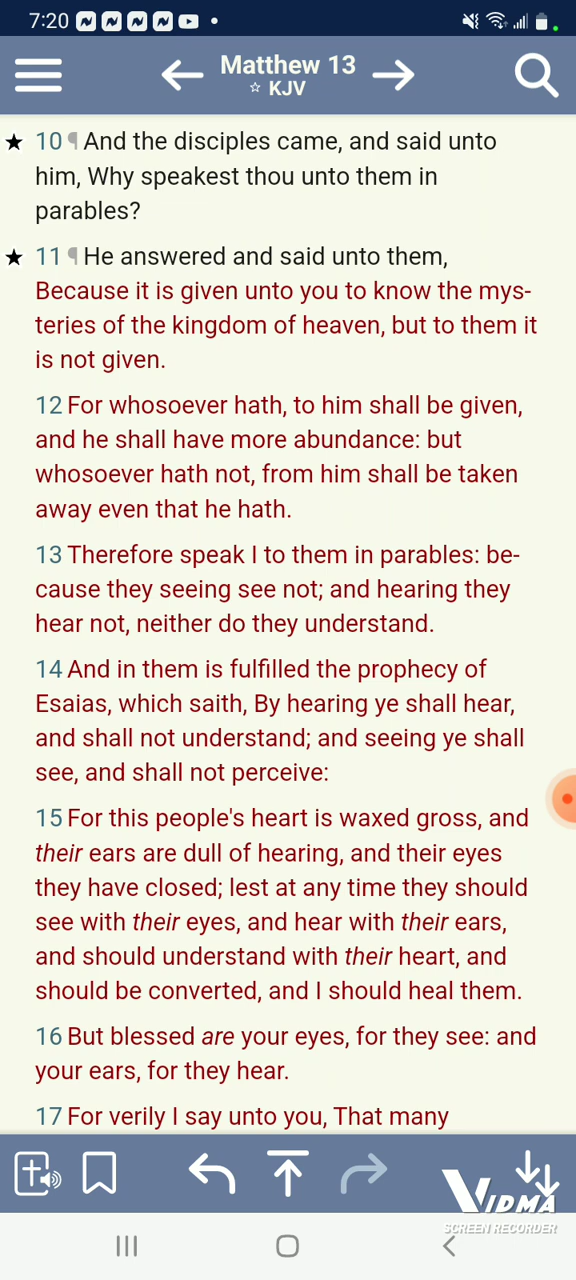 7:20
Matthew 13
☆ KJV
★ 10 ¶ And the disciples came, and said unto
him, Why speakest thou unto them in
parables?
★ 11 ¶ He answered and said unto them,
Because it is given unto you to know the mys-
teries of the kingdom of heaven, but to them it
is not given.
12 For whosoever hath, to him shall be given,
and he shall have more abundance: but
whosoever hath not, from him shall be taken
away even that he hath.
13 Therefore speak I to them in parables: be-
cause they seeing see not; and hearing they
hear not, neither do they understand.
14 And in them is fulfilled the prophecy of
Esaias, which saith, By hearing ye shall hear,
and shall not understand; and seeing ye shall
see, and shall not perceive:
15 For this people's heart is waxed gross, and
their ears are dull of hearing, and their eyes
they have closed; lest at any time they should
see with their eyes, and hear with their ears,
and should understand with their heart, and
should be converted, and I should heal them.
16 But blessed are your eyes, for they see: and
your ears, for they hear.
17 For verily I say unto you, That many
VIDMA
SCREEN RECORDER